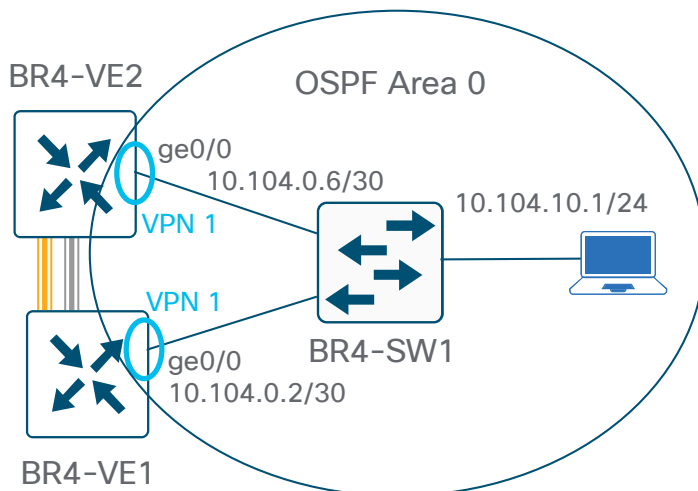 BR4-VE2
OSPF Area 0
ge0/0
10.104.0.6/30
10.104.10.1/24
VPN 1
VPN 1
BR4-SW1
ge0/0
10.104.0.2/30
BR4-VE1